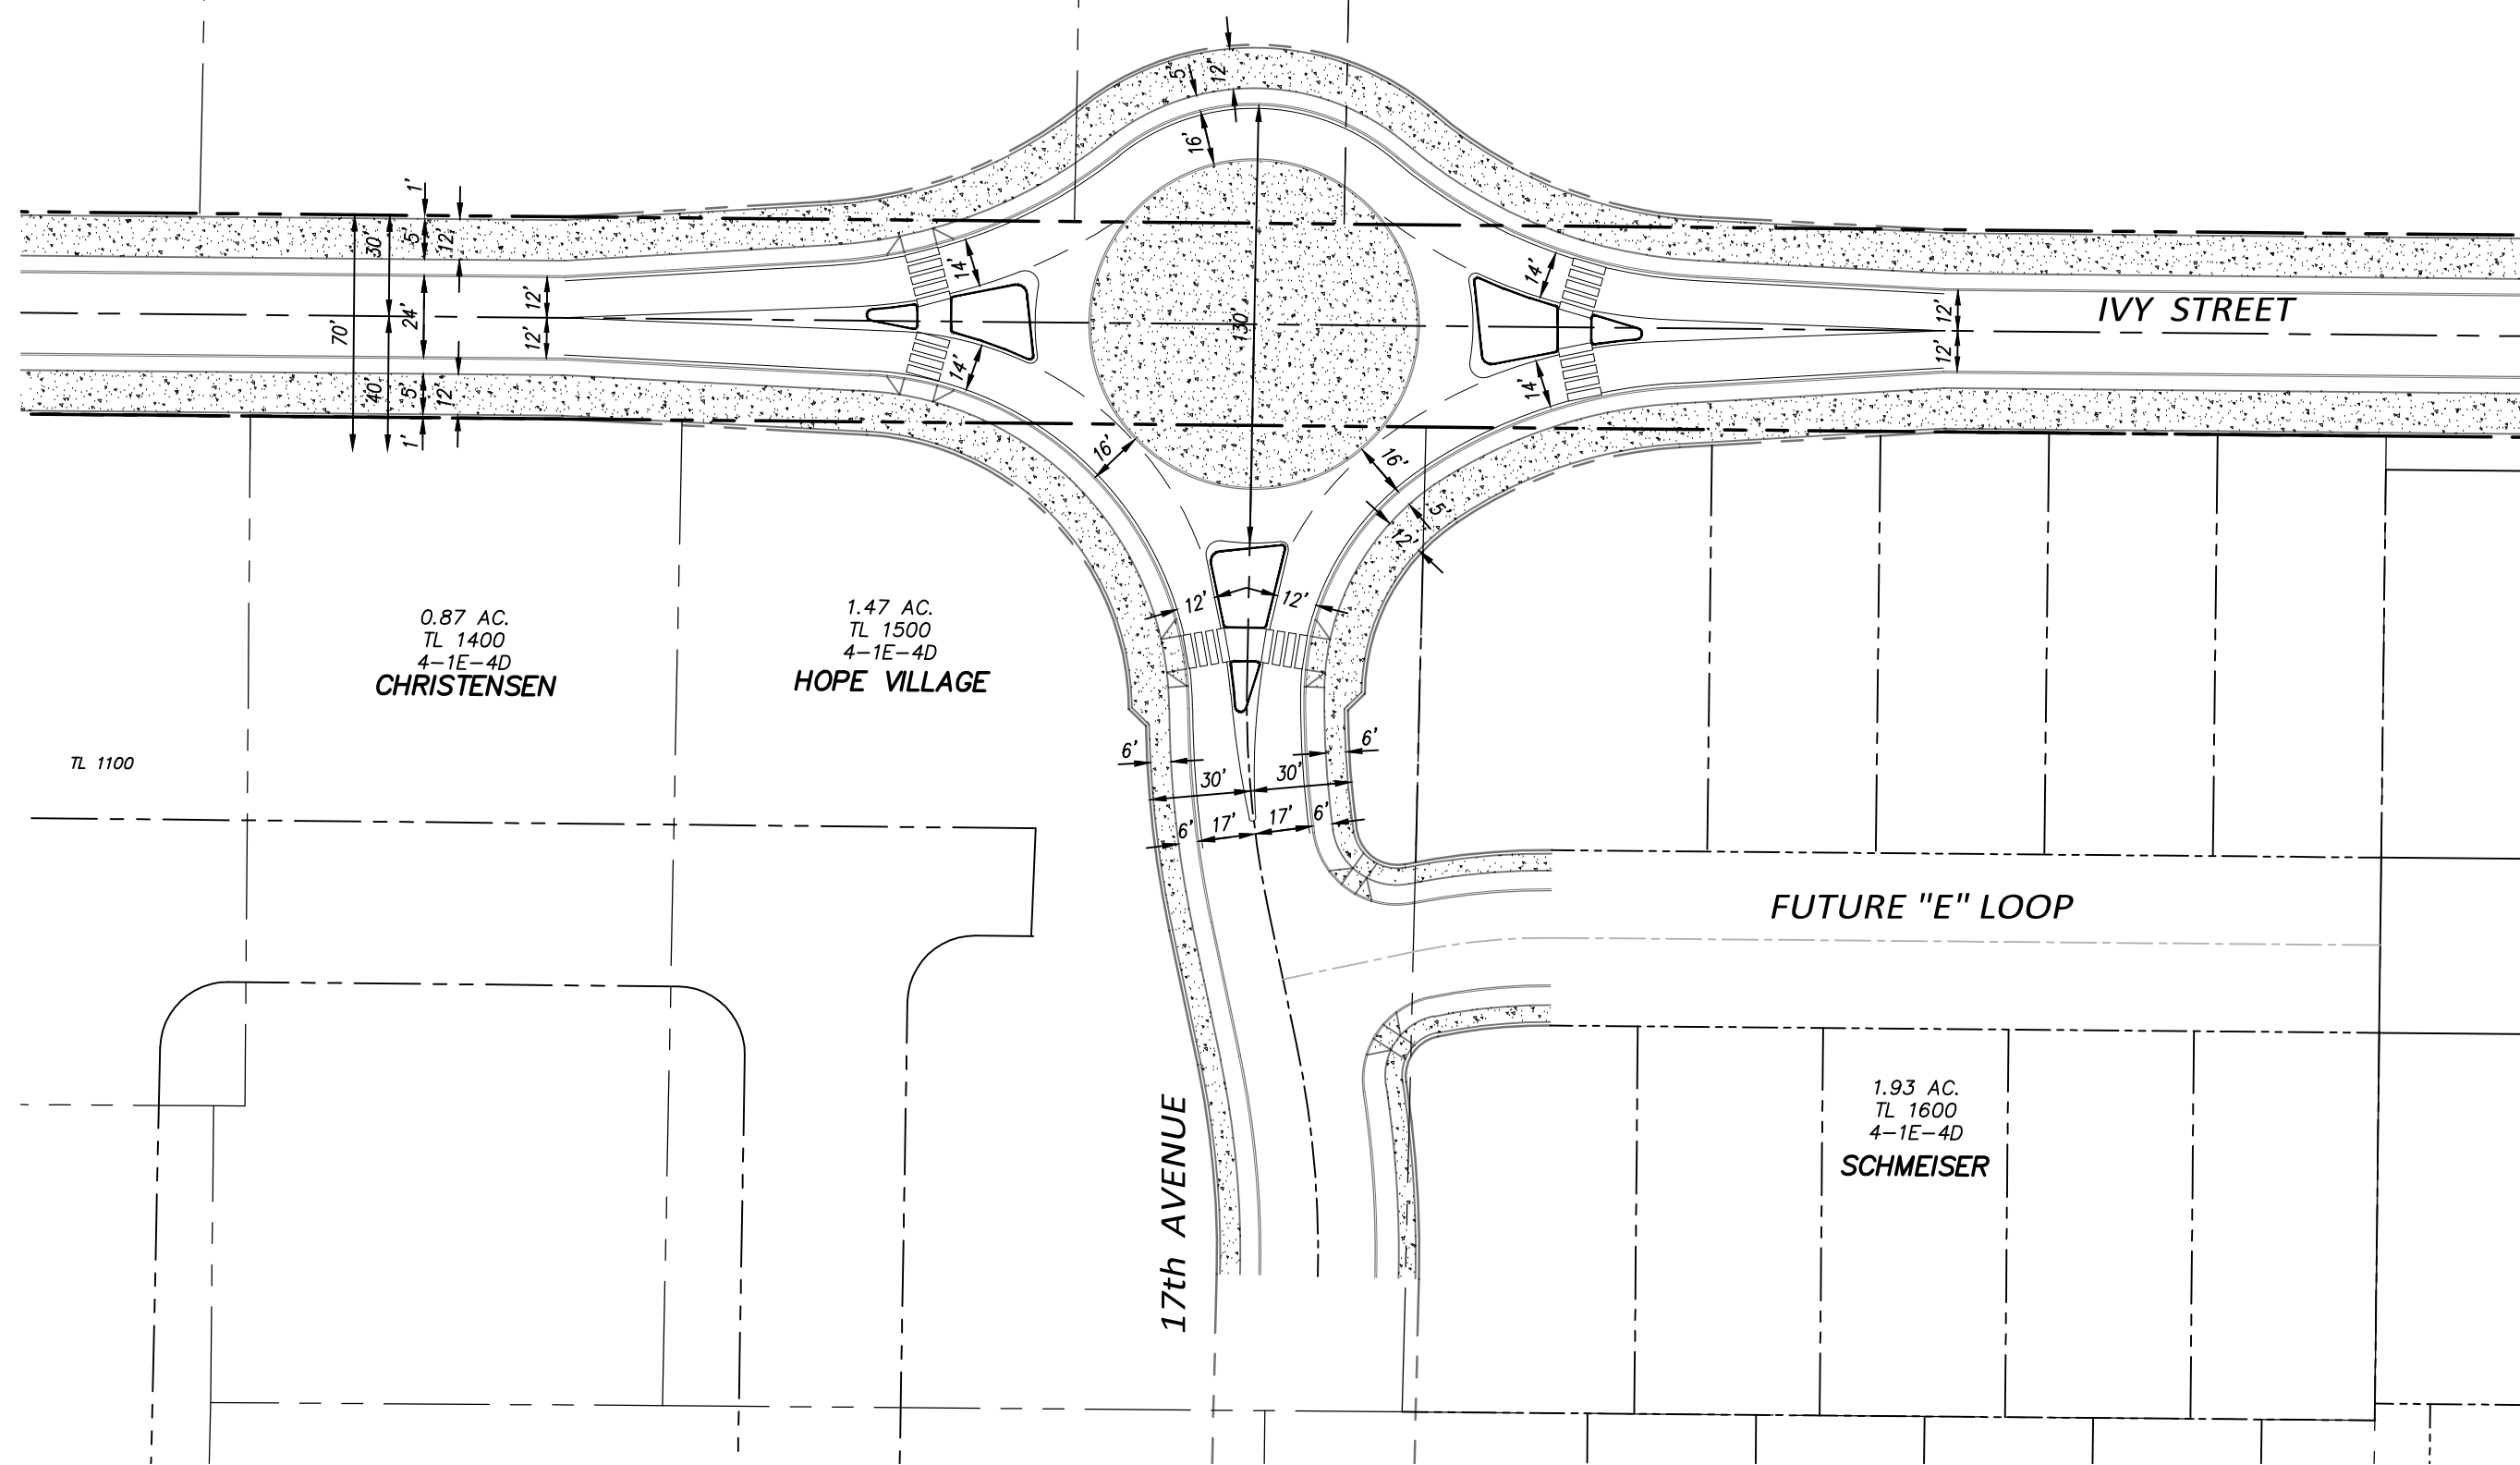 5'
12'
16'
1'
30'
5'
12'
70'
24'
12'
12'
40'
5'
12'
1'
14'
14'
130'
14'
14'
12'
12'
IVY STREET
16'
16'
5'
12'
12'
12'
0.87 AC.
TL 1400
4-1E-4D
CHRISTENSEN
1.47 AC.
TL 1500
4-1E-4D
HOPE VILLAGE
TL 1100
6'
6'
30'
30'
6'
17'
17'
6'
FUTURE "E" LOOP
17th AVENUE
1.93 AC.
TL 1600
4-1E-4D
SCHMEISER